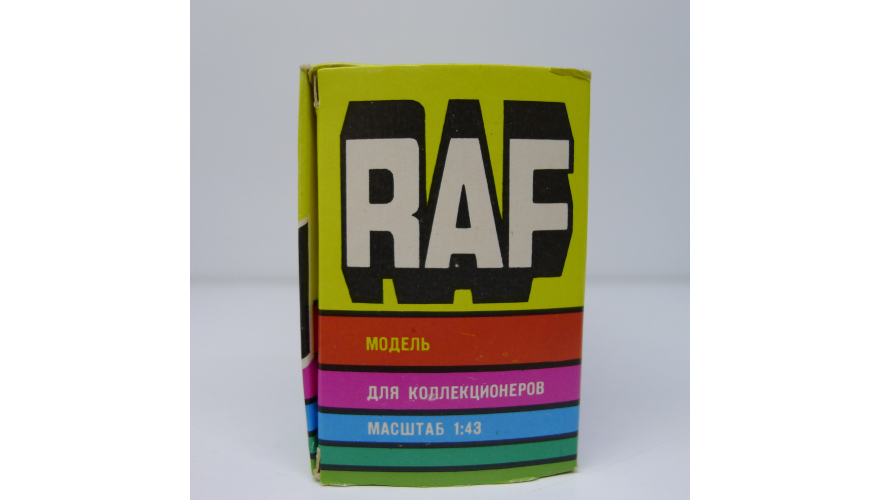 RAF
МОДЕЛЬ
ДЛЯ КОЛЛЕКЦИОНЕРОВ
МАСШТАБ 1:43